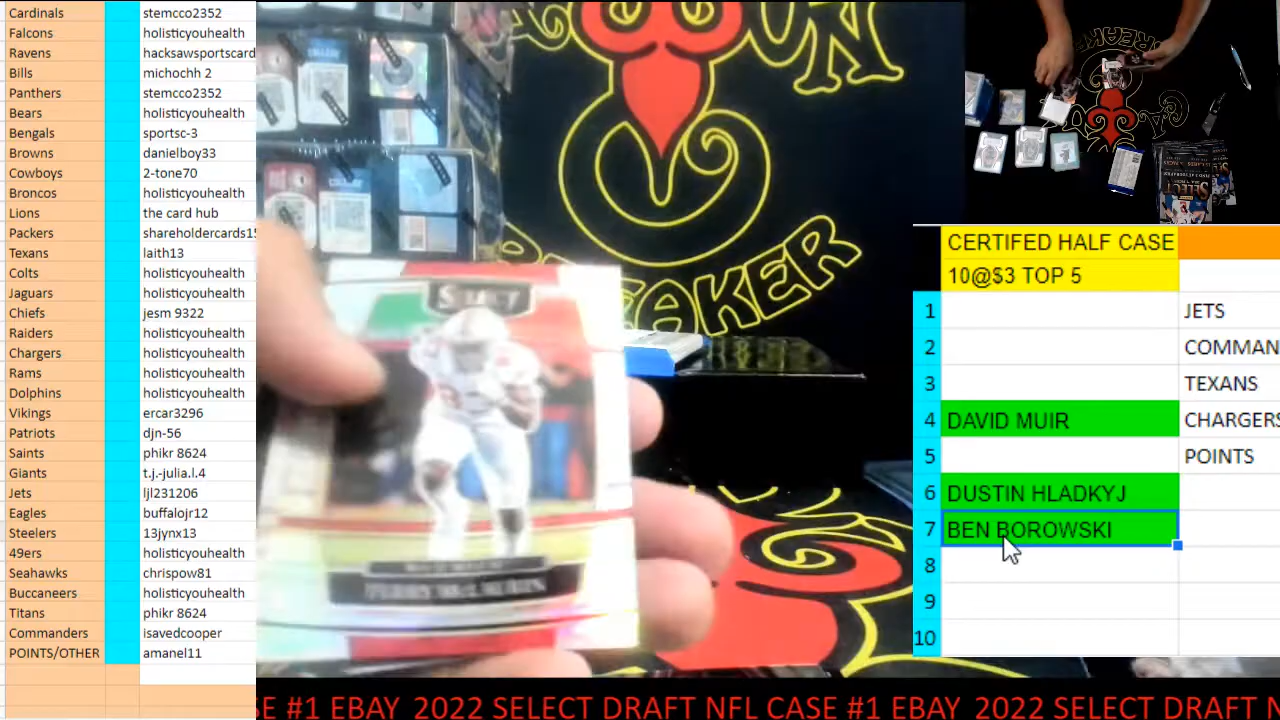 Cardinals stemcco2352
Falcons holisticyouhealth
Ravens hacksawsportscard
Bills michochh 2
Panthers stemcco2352
Bears holisticyouhealth
Bengals sportsc-3
Browns danielboy33
Cowboys 2-tone70
Broncos holisticyouhealth
Lions the card hub
Packers shareholdercards15
Texans laith13
Colts holisticyouhealth
Jaguars holisticyouhealth
Chiefs jesm 9322
Raiders holisticyouhealth
Chargers holisticyouhealth
Rams holisticyouhealth
Dolphins holisticyouhealth
Vikings ercar3296
Patriots djn-56
Saints phikr 8624
Giants t.j.-julia.l.4
Jets ljl231206
Eagles buffalojr12
Steelers 13jynx13
49ers holisticyouhealth
Seahawks chrispow81
Buccaneers holisticyouhealth
Titans phikr 8624
Commanders isavedcooper
POINTS/OTHER amanel11
BREAKER
SELECT
TERRY MCLAURIN
SELECT
CERTIFED HALF CASE
10@$3 TOP 5
1 JETS
2 COMMAN
3 TEXANS
4 DAVID MUIR CHARGERS
5 POINTS
6 DUSTIN HLADKYJ
7 BEN BOROWSKI
8
9
10
SE #1 EBAY 2022 SELECT DRAFT NFL CASE #1 EBAY 2022 SELECT DRAFT N